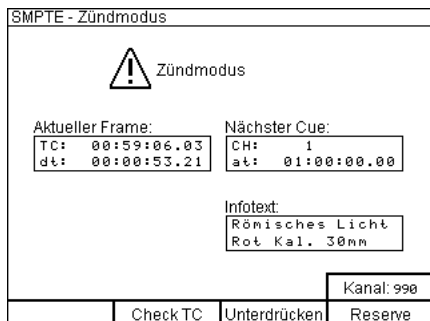 SMPTE - Zündmodus
Zündmodus
Aktueller Frame:
TC: 00:59:06.03
dt: 00:00:53.21
Nächster Cue:
CH: 1
at: 01:00:00.00
Infotext:
Römisches Licht
Rot Kal. 30mm
Kanal: 990
Check TC Unterdrücken Reserve